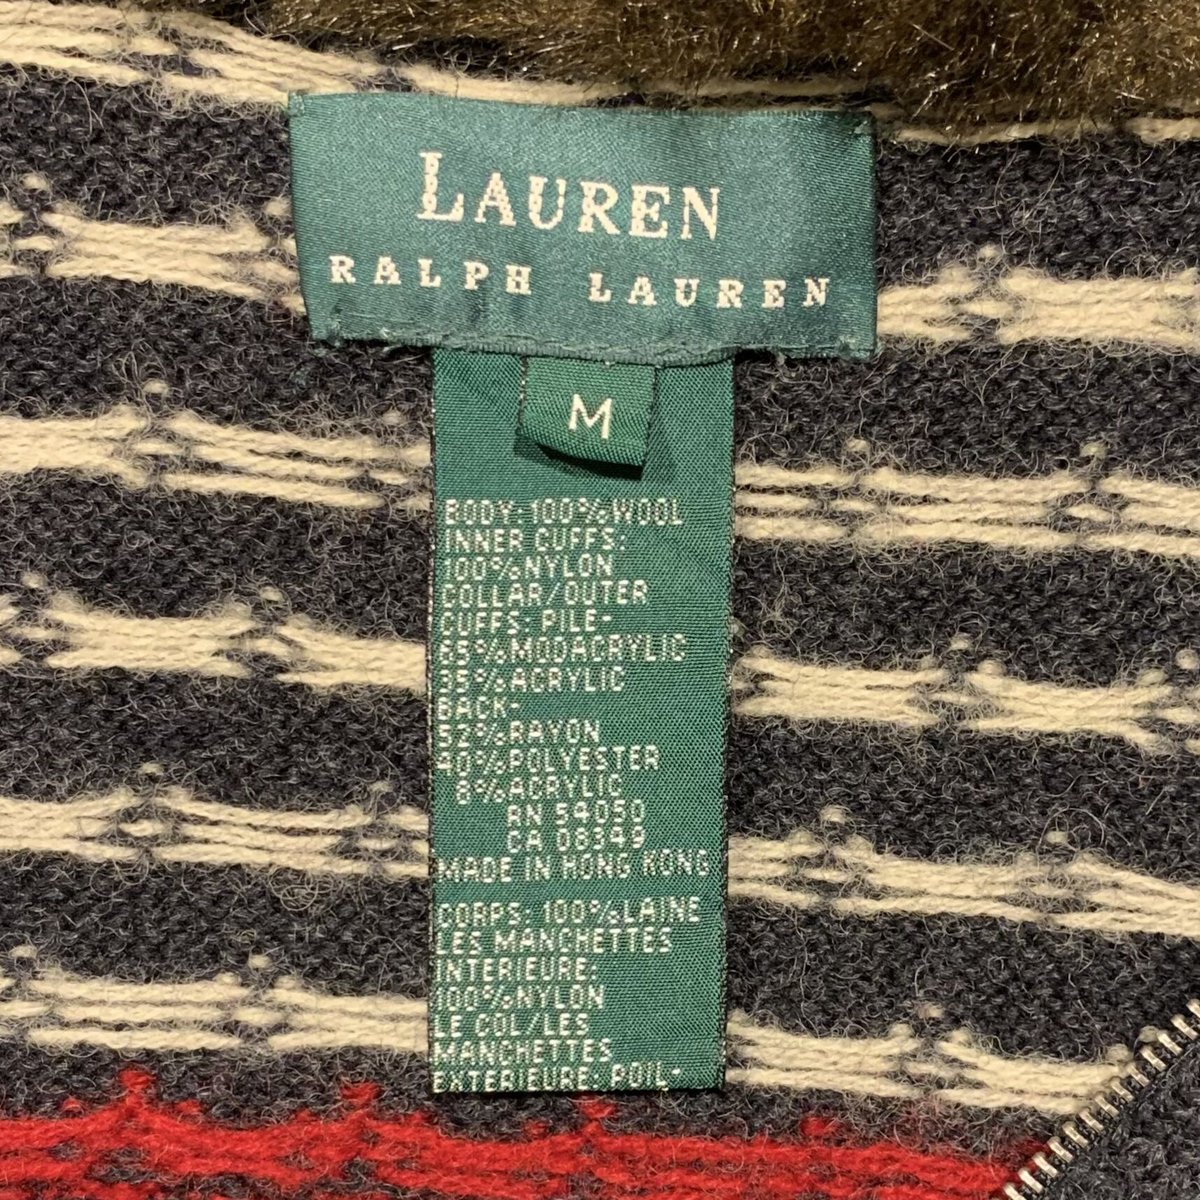 LAUREN
RALPH LAUREN
M
BODY-100%WOOL
INNER CUFFS:
100%NYLON
COLLAR/OUTER
CUFFS: PILE-
65%MODACRYLIC
35%ACRYLIC
BACK-
52%RAYON
40%POLYESTER
8%ACRYLIC
RN 54050
CA 08349
MADE IN HONG KONG
CORPS: 100%LAINE
LES MANCHETTES
INTERIEURE:
100%NYLON
LE COL/LES
MANCHETTES
EXTERIEURE: POIL-